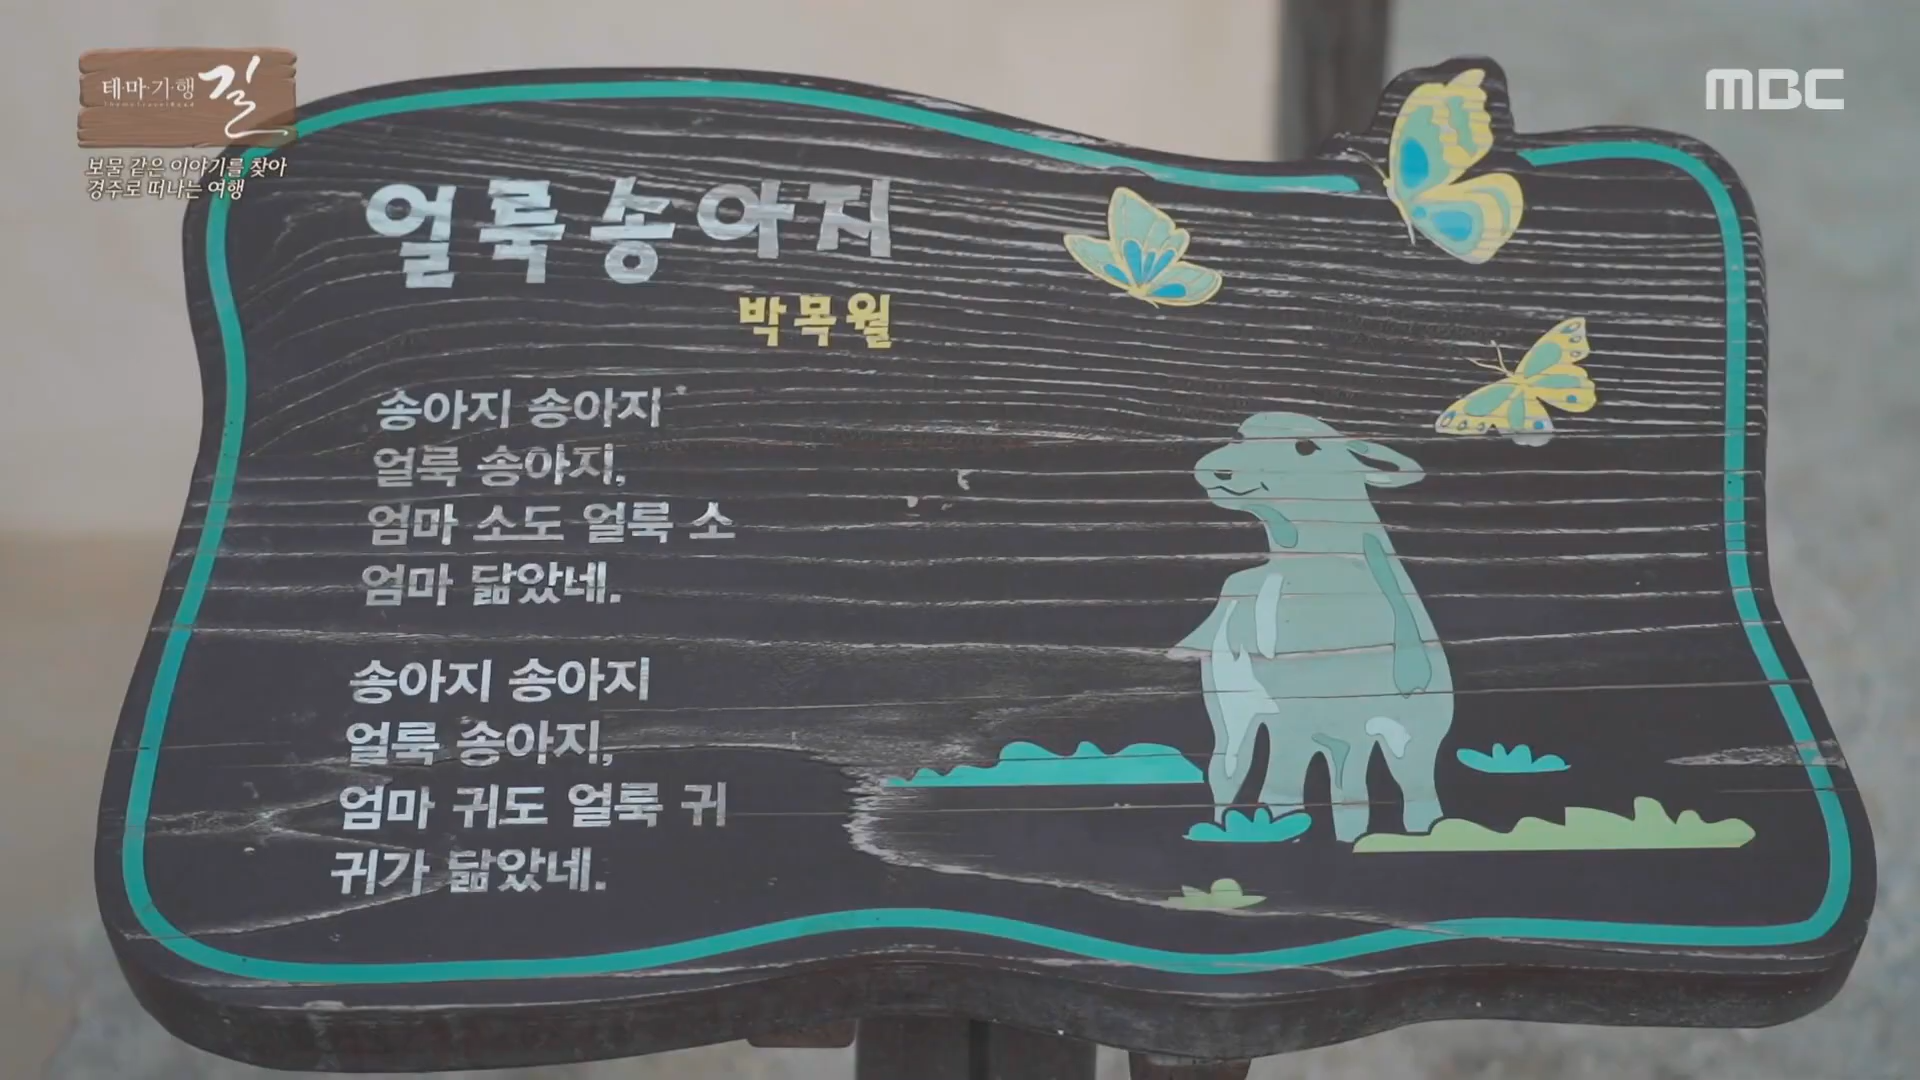 테·마·기·행 길
Theme Travel Road
보물 같은 이야기를 찾아
경주로 떠나는 여행
MBC
얼룩송아지
박목월
송아지 송아지
얼룩 송아지,
엄마 소도 얼룩 소
엄마 닮았네.
송아지 송아지
얼룩 송아지,
엄마 귀도 얼룩 귀
귀가 닮았네.